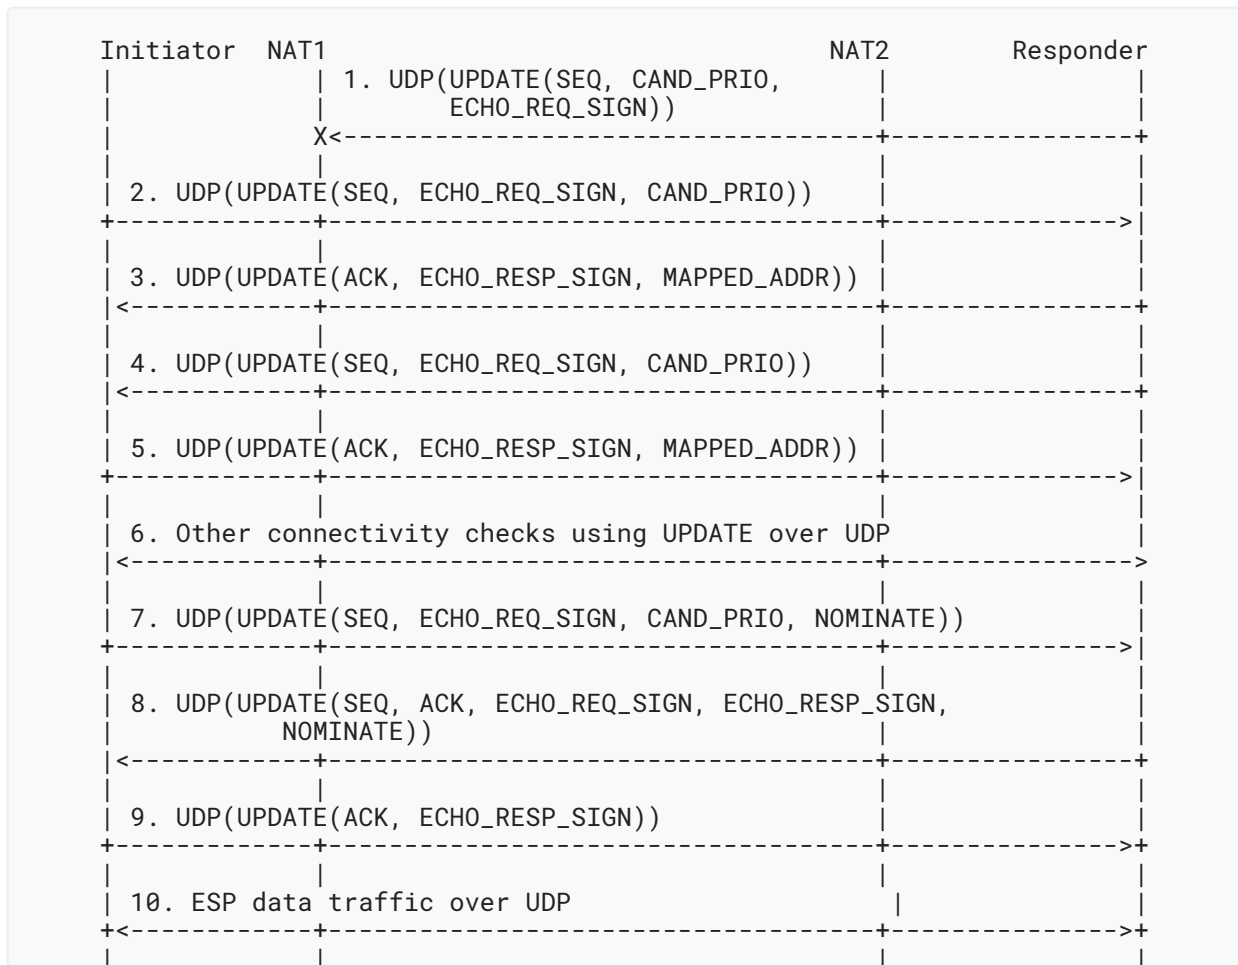 Initiator  NAT1                                 NAT2        Responder
|             | 1. UDP(UPDATE(SEQ, CAND_PRIO,      |                |
|             |        ECHO_REQ_SIGN))             |                |
|             X<-----------------------------------+----------------+
|             |                                    |                |
| 2. UDP(UPDATE(SEQ, ECHO_REQ_SIGN, CAND_PRIO))    |                |
+-------------+------------------------------------+--------------->|
|             |                                    |                |
| 3. UDP(UPDATE(ACK, ECHO_RESP_SIGN, MAPPED_ADDR)) |                |
|<------------+------------------------------------+----------------+
|             |                                    |                |
| 4. UDP(UPDATE(SEQ, ECHO_REQ_SIGN, CAND_PRIO))    |                |
|<------------+------------------------------------+----------------+
|             |                                    |                |
| 5. UDP(UPDATE(ACK, ECHO_RESP_SIGN, MAPPED_ADDR)) |                |
+-------------+------------------------------------+--------------->|
|             |                                    |                |
| 6. Other connectivity checks using UPDATE over UDP                |
|<------------+------------------------------------+---------------->
|             |                                    |                |
| 7. UDP(UPDATE(SEQ, ECHO_REQ_SIGN, CAND_PRIO, NOMINATE))           |
+-------------+------------------------------------+--------------->|
|             |                                    |                |
| 8. UDP(UPDATE(SEQ, ACK, ECHO_REQ_SIGN, ECHO_RESP_SIGN,            |
|           NOMINATE))                             |                |
|<------------+------------------------------------+----------------+
|             |                                    |                |
| 9. UDP(UPDATE(ACK, ECHO_RESP_SIGN))              |                |
+-------------+------------------------------------+--------------->+
|             |                                    |                |
| 10. ESP data traffic over UDP                     |               |
+<------------+------------------------------------+--------------->+
|             |                                    |                |